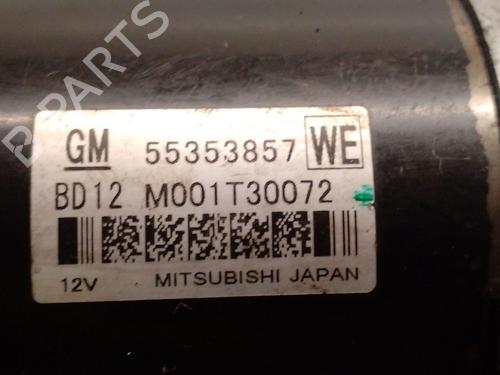 B-PARTS
GM 55353857 WE
BD12 M001T30072
12V MITSUBISHI JAPAN